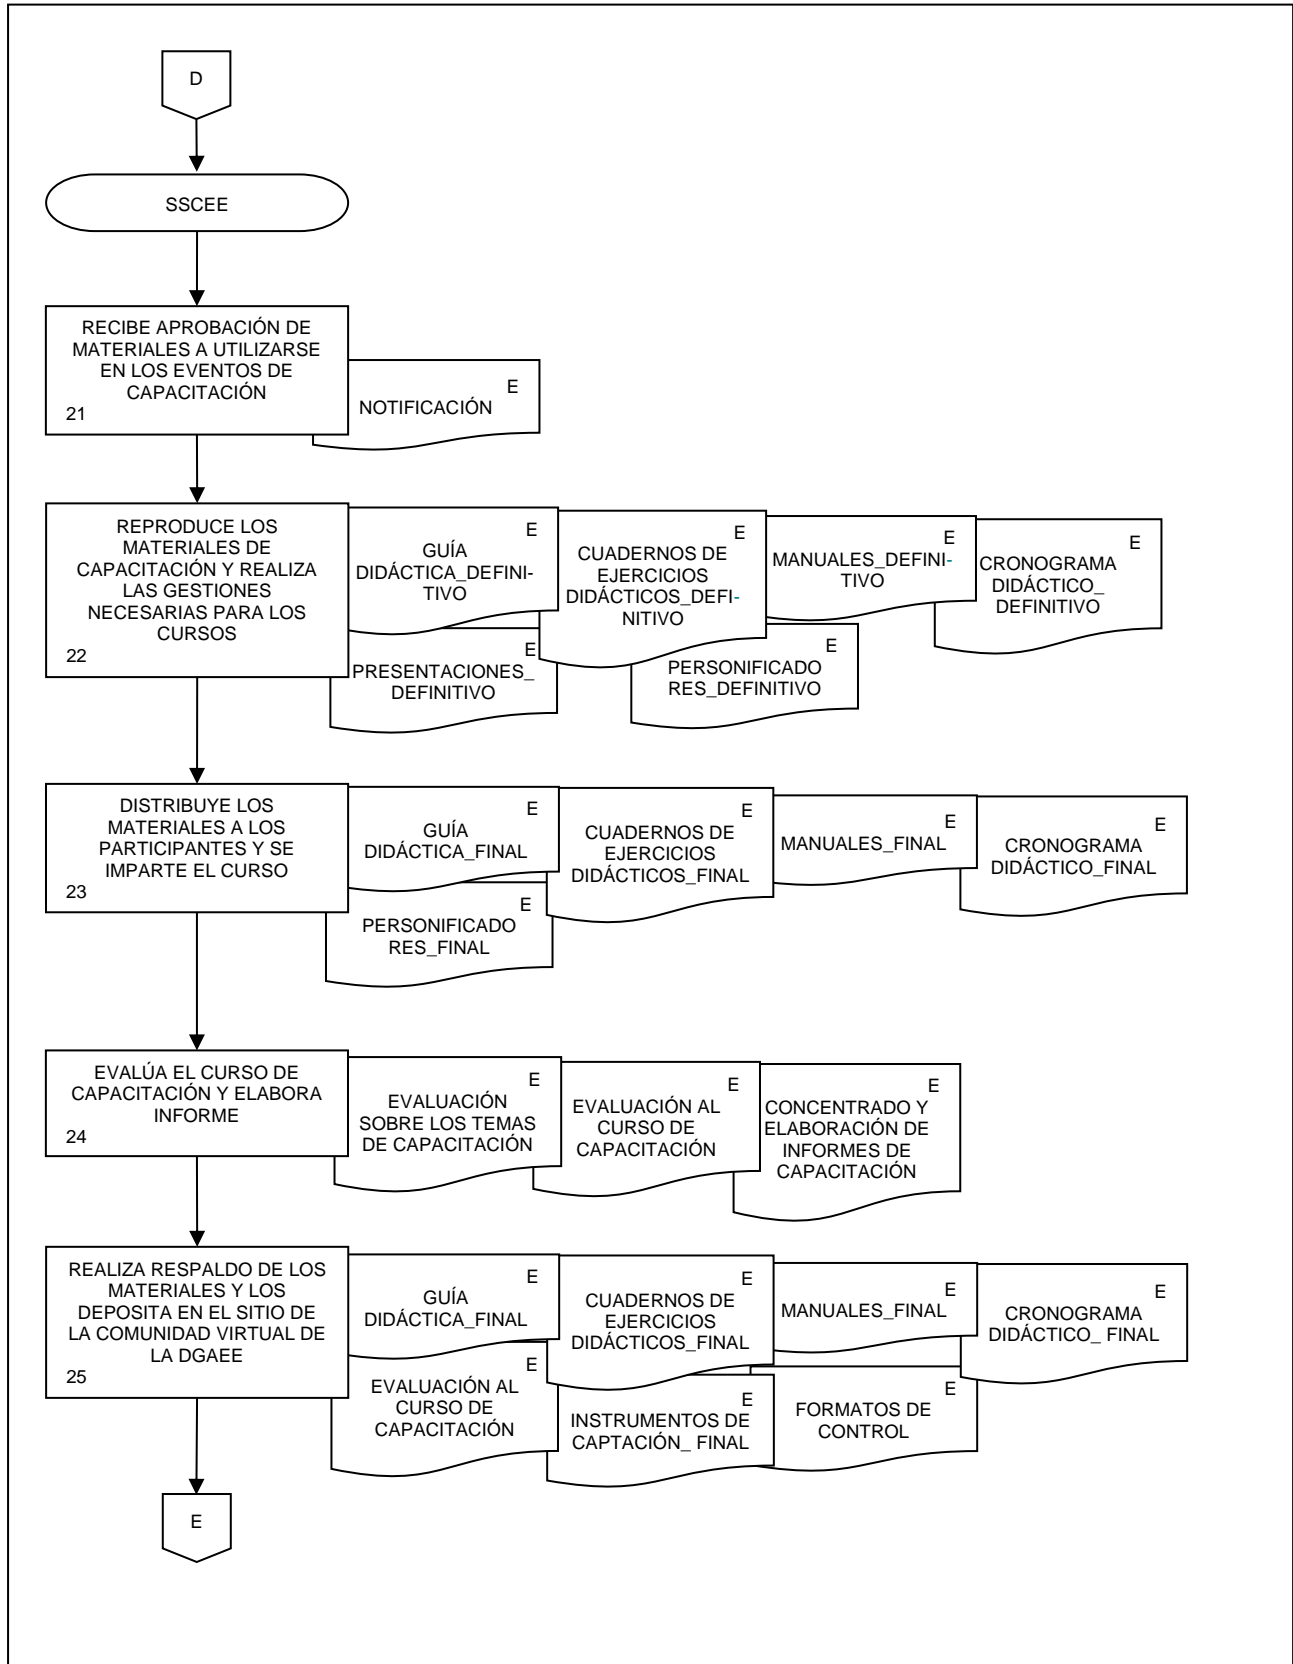 D
SSCEE
RECIBE APROBACIÓN DE
MATERIALES A UTILIZARSE
EN LOS EVENTOS DE
CAPACITACIÓN
21
E
NOTIFICACIÓN
REPRODUCE LOS
MATERIALES DE
CAPACITACIÓN Y REALIZA
LAS GESTIONES
NECESARIAS PARA LOS
CURSOS
22
E
GUÍA
DIDÁCTICA_DEFINI-
TIVO
E
CUADERNOS DE
EJERCICIOS
DIDÁCTICOS_DEFI-
NITIVO
E
MANUALES_DEFINI-
TIVO
E
CRONOGRAMA
DIDÁCTICO_
DEFINITIVO
E
PRESENTACIONES_
DEFINITIVO
E
PERSONIFICADO
RES_DEFINITIVO
DISTRIBUYE LOS
MATERIALES A LOS
PARTICIPANTES Y SE
IMPARTE EL CURSO
23
E
GUÍA
DIDÁCTICA_FINAL
E
CUADERNOS DE
EJERCICIOS
DIDÁCTICOS_FINAL
E
MANUALES_FINAL
E
CRONOGRAMA
DIDÁCTICO_FINAL
E
PERSONIFICADO
RES_FINAL
EVALÚA EL CURSO DE
CAPACITACIÓN Y ELABORA
INFORME
24
E
EVALUACIÓN
SOBRE LOS TEMAS
DE CAPACITACIÓN
E
EVALUACIÓN AL
CURSO DE
CAPACITACIÓN
E
CONCENTRADO Y
ELABORACIÓN DE
INFORMES DE
CAPACITACIÓN
REALIZA RESPALDO DE LOS
MATERIALES Y LOS
DEPOSITA EN EL SITIO DE
LA COMUNIDAD VIRTUAL DE
LA DGAEE
25
E
GUÍA
DIDÁCTICA_FINAL
E
CUADERNOS DE
EJERCICIOS
DIDÁCTICOS_FINAL
E
MANUALES_FINAL
E
CRONOGRAMA
DIDÁCTICO_ FINAL
E
EVALUACIÓN AL
CURSO DE
CAPACITACIÓN
E
INSTRUMENTOS DE
CAPTACIÓN_ FINAL
E
FORMATOS DE
CONTROL
E